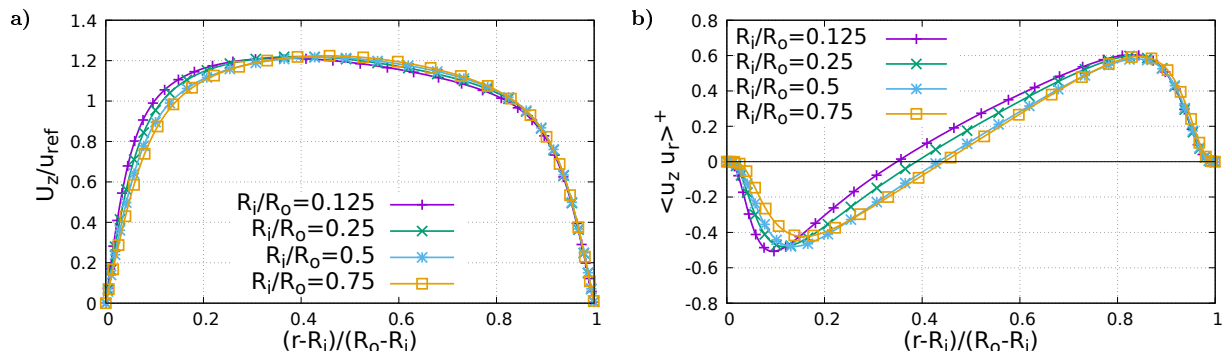 a)
U_z/u_ref
1.4
1.2
1
0.8
0.6
0.4
0.2
0
R_i/R_o=0.125
R_i/R_o=0.25
R_i/R_o=0.5
R_i/R_o=0.75
0 0.2 0.4 0.6 0.8 1
(r-R_i)/(R_o-R_i)
b)
<u_z u_r>^+
0.8
0.6
0.4
0.2
0
-0.2
-0.4
-0.6
-0.8
R_i/R_o=0.125
R_i/R_o=0.25
R_i/R_o=0.5
R_i/R_o=0.75
0 0.2 0.4 0.6 0.8 1
(r-R_i)/(R_o-R_i)